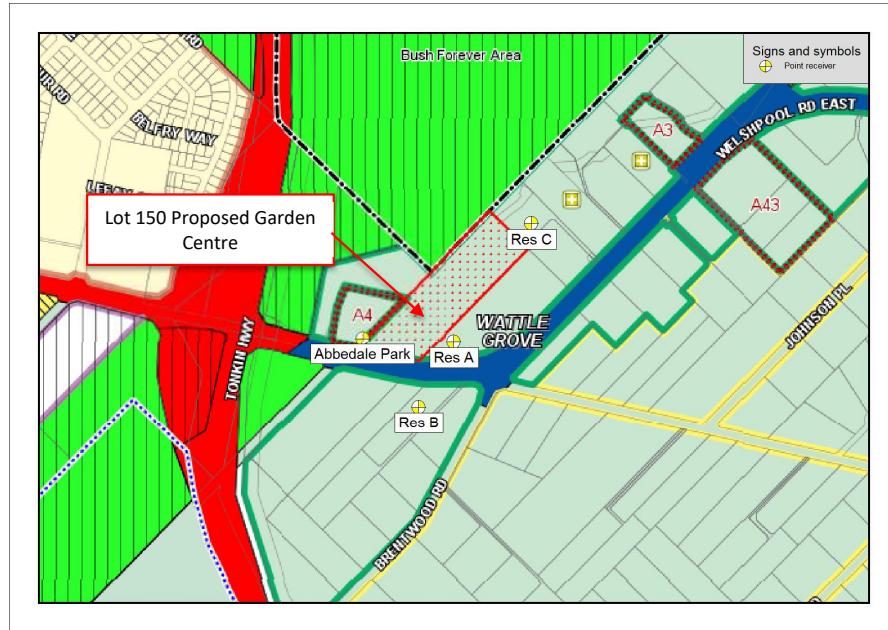 Signs and symbols
Point receiver
Bush Forever Area
BELFRY WAY
WELSHPOOL RD EAST
A3
A43
Lot 150 Proposed Garden
Centre
Res C
A4
WATTLE
GROVE
JOHNSON PL
Abbedale Park
Res A
TONKIN HWY
Res B
BRENTWOOD RD